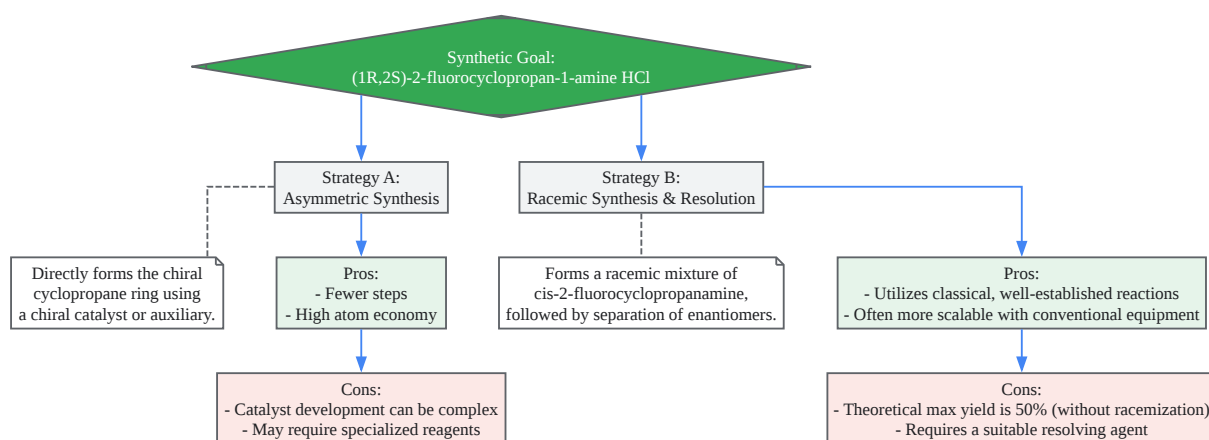 Synthetic Goal:
(1R,2S)-2-fluorocyclopropan-1-amine HCl
Strategy A:
Asymmetric Synthesis
Strategy B:
Racemic Synthesis & Resolution
Directly forms the chiral
cyclopropane ring using
a chiral catalyst or auxiliary.
Pros:
- Fewer steps
- High atom economy
Forms a racemic mixture of
cis-2-fluorocyclopropanamine,
followed by separation of enantiomers.
Pros:
- Utilizes classical, well-established reactions
- Often more scalable with conventional equipment
Cons:
- Catalyst development can be complex
- May require specialized reagents
Cons:
- Theoretical max yield is 50% (without racemization)
- Requires a suitable resolving agent